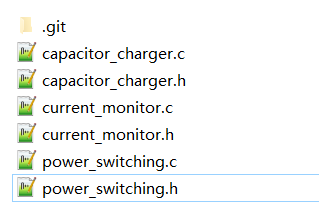 .git
capacitor_charger.c
capacitor_charger.h
current_monitor.c
current_monitor.h
power_switching.c
power_switching.h